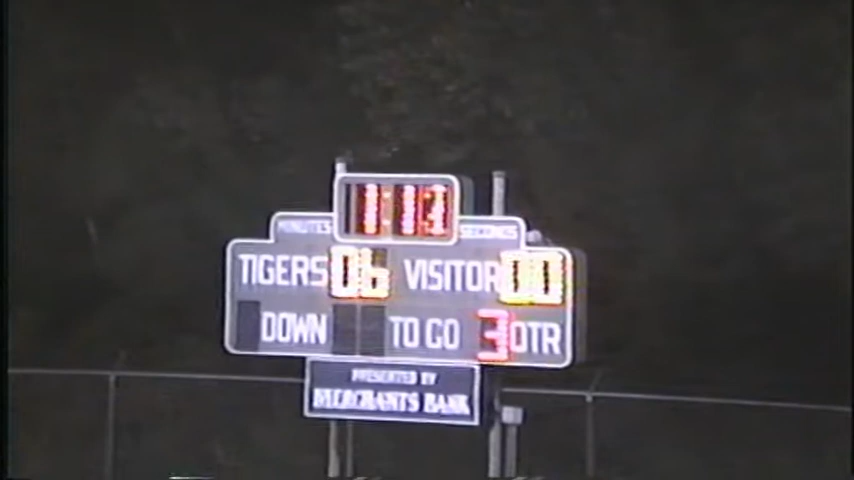 1:13
MINUTES SECONDS
TIGERS 06 VISITOR 00
DOWN TO GO 3 QTR
PRESENTED BY
MERCHANTS BANK